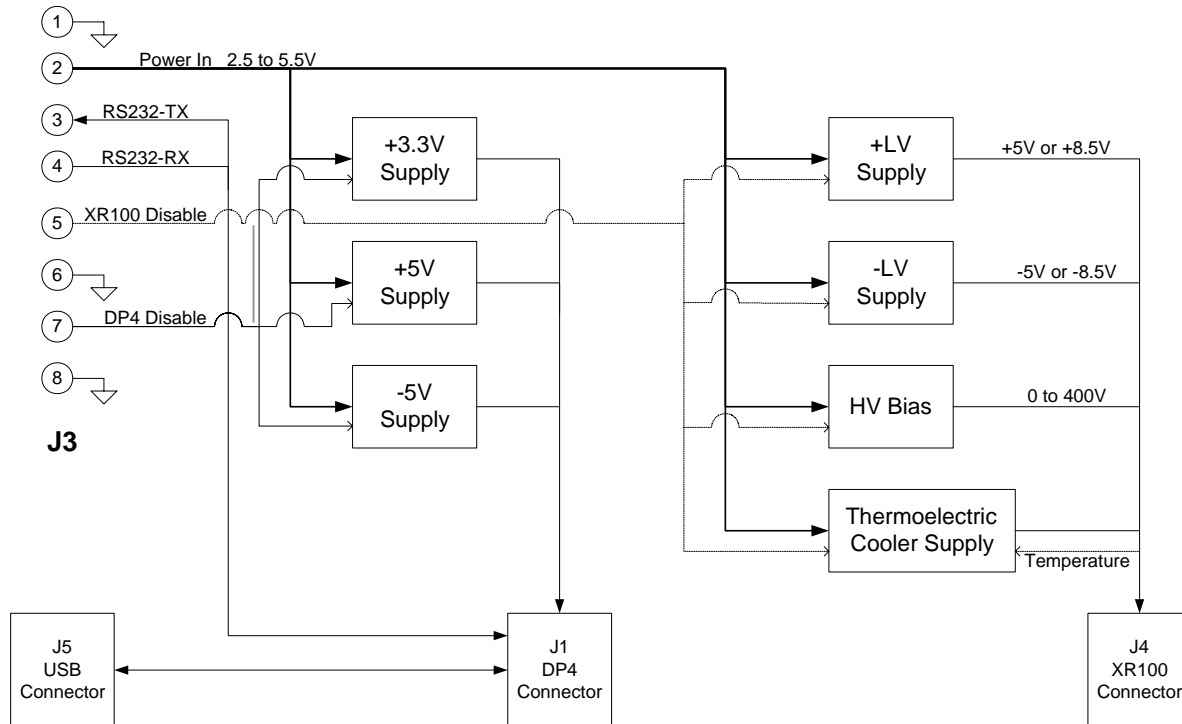 1
2
Power In 2.5 to 5.5V
3
RS232-TX
4
RS232-RX
5
XR100 Disable
6
7
DP4 Disable
8
J3
+3.3V
Supply
+5V
Supply
-5V
Supply
+LV
Supply
+5V or +8.5V
-LV
Supply
-5V or -8.5V
HV Bias
0 to 400V
Thermoelectric
Cooler Supply
Temperature
J5
USB
Connector
J1
DP4
Connector
J4
XR100
Connector